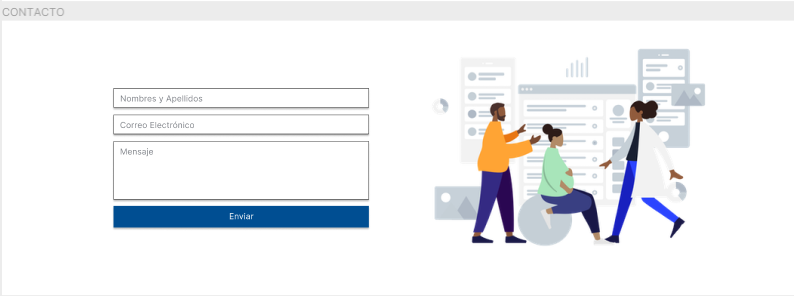 CONTACTO
Nombres y Apellidos
Correo Electrónico
Mensaje
Enviar